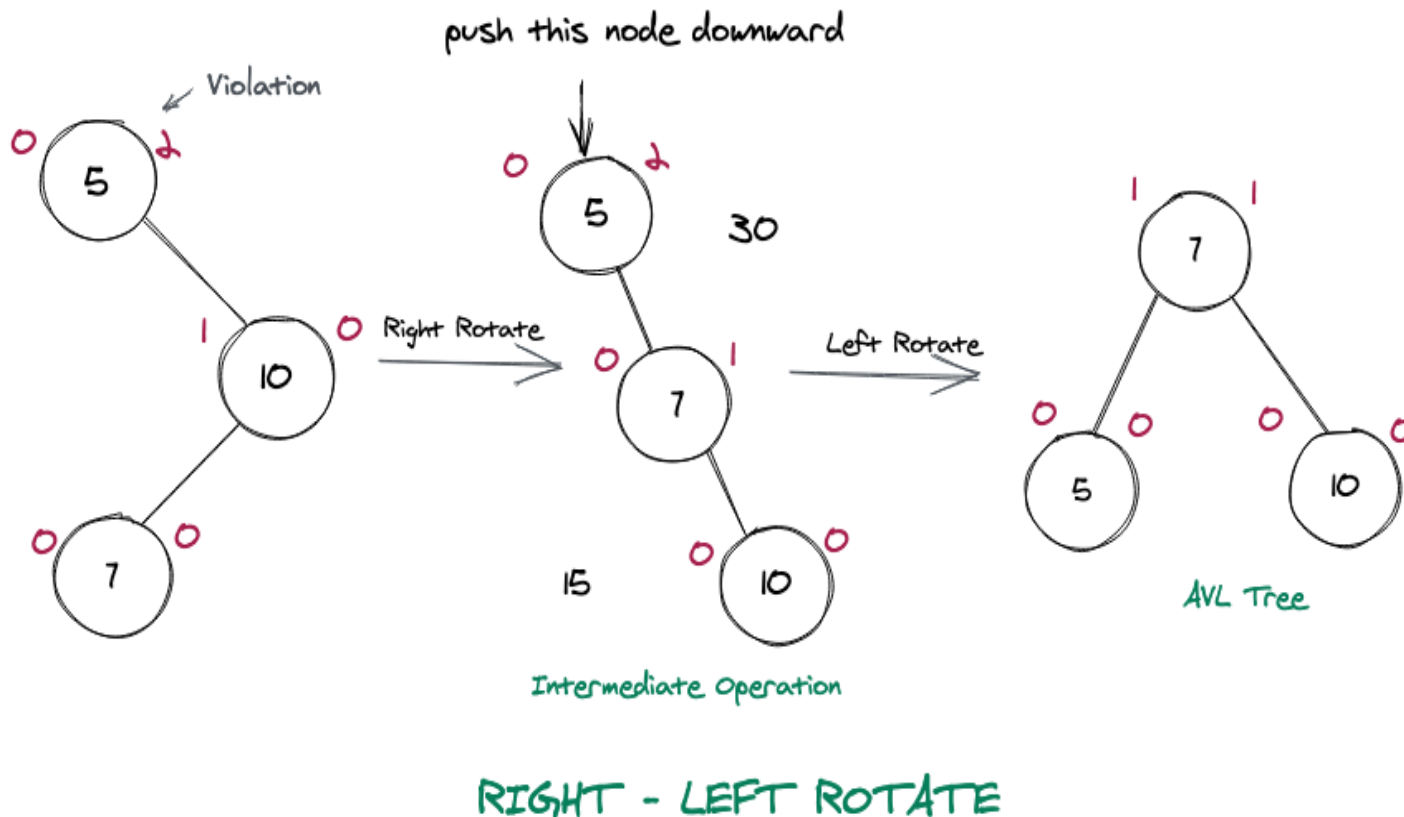 push this node downward
Violation
0 2
5
1 0
10
0 0
7
Right Rotate
0 2
5
30
0 1
7
0 0
10
15
Intermediate Operation
Left Rotate
1 1
7
0 0
5
0 0
10
AVL Tree
RIGHT - LEFT ROTATE